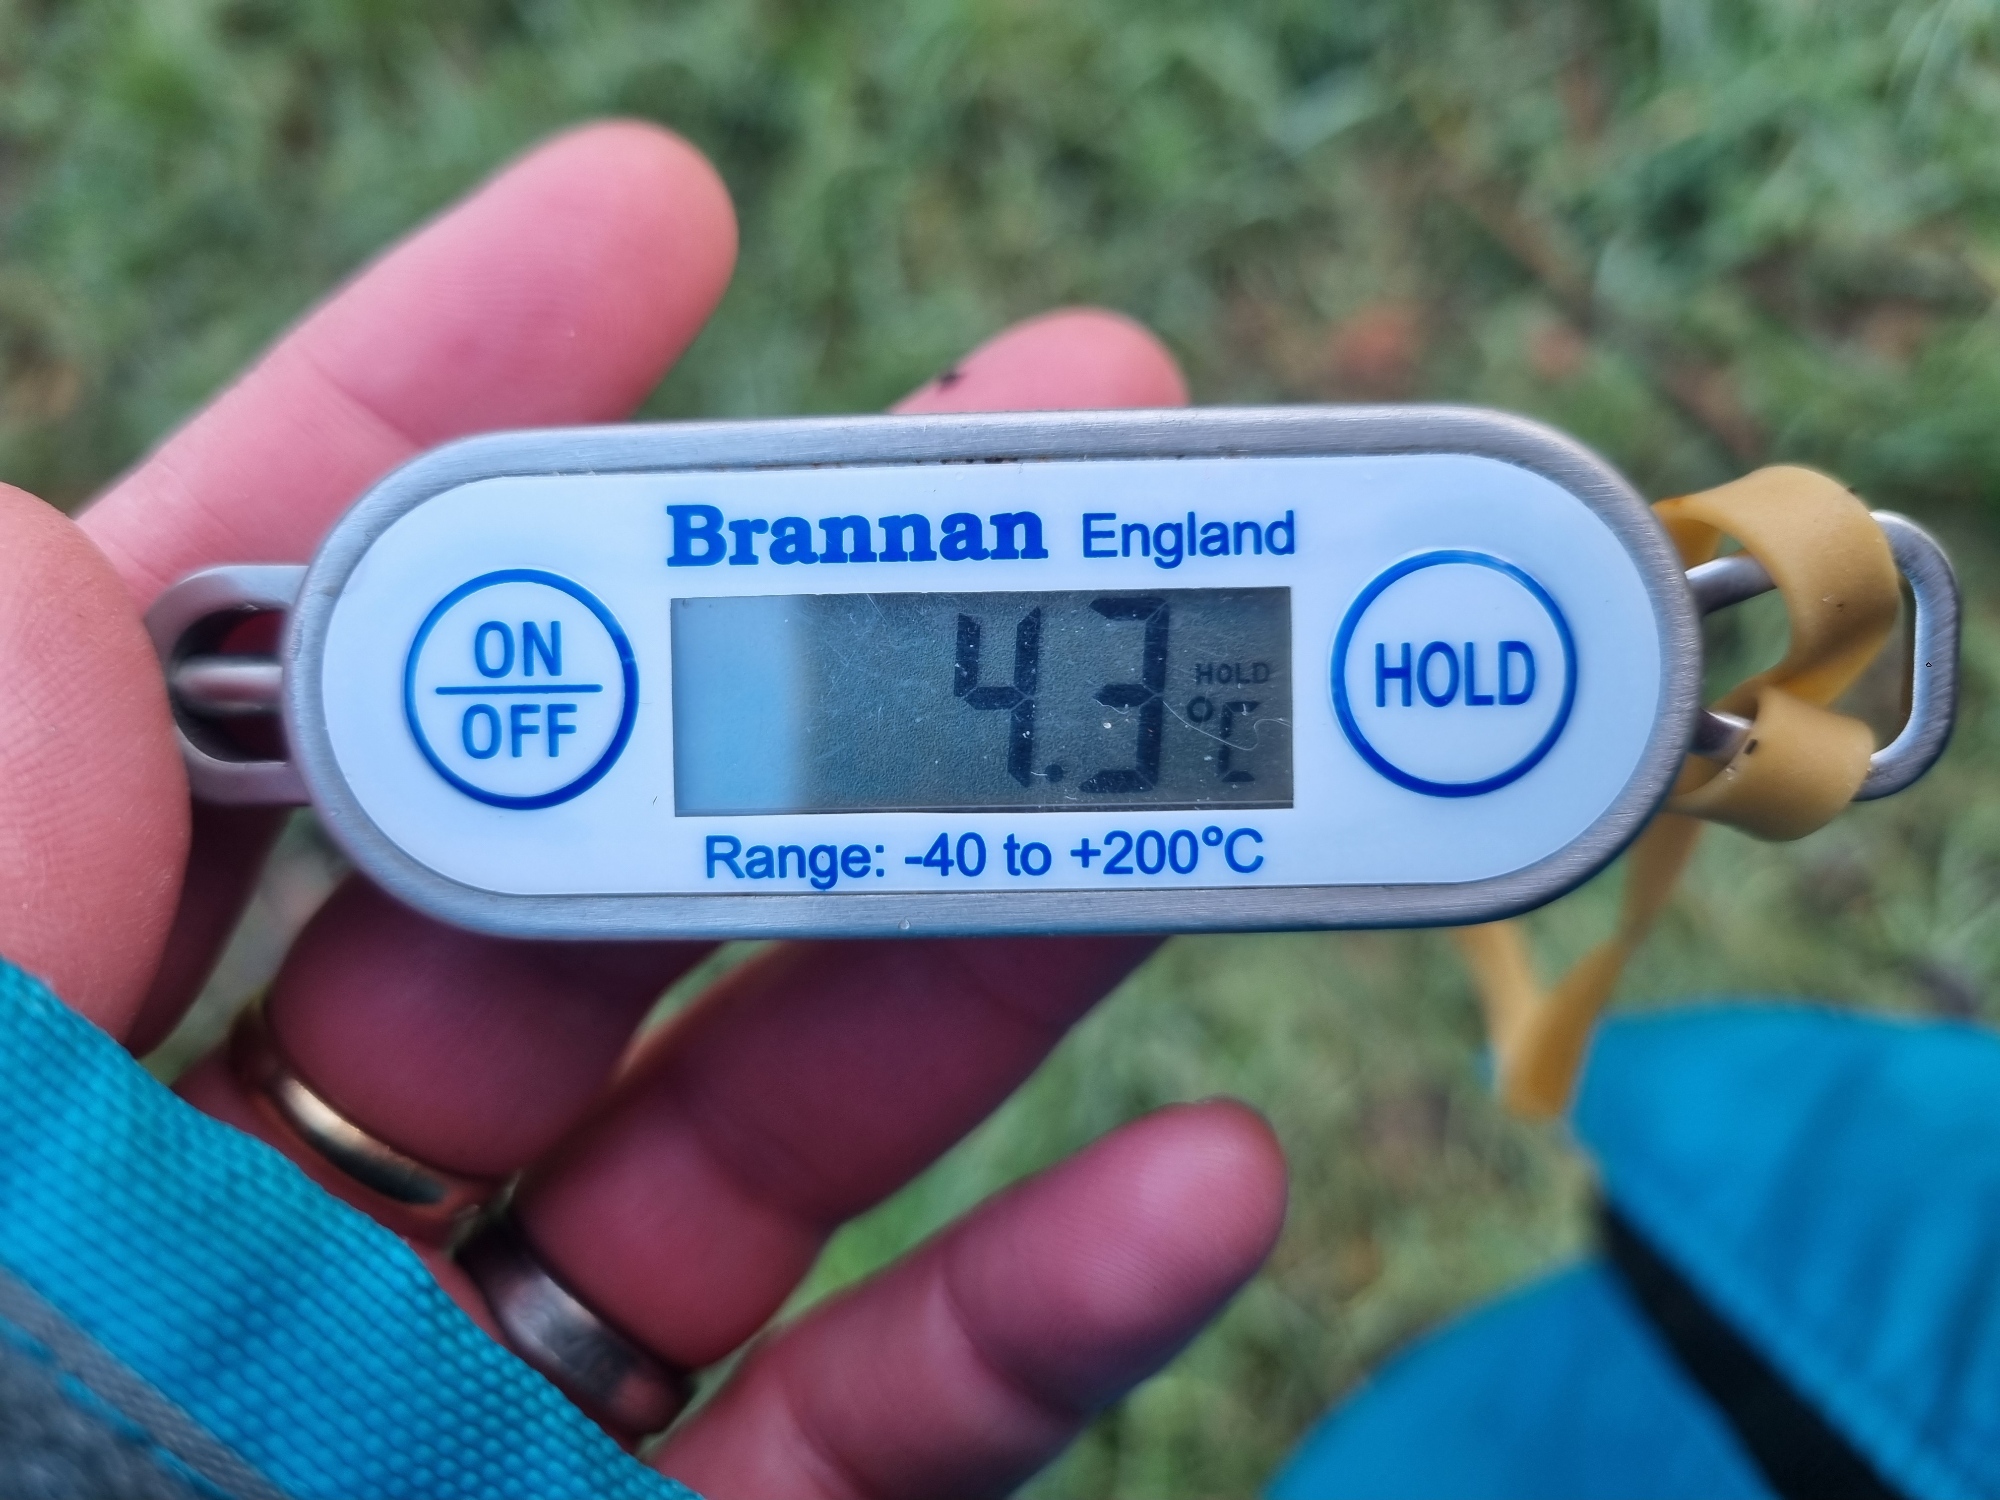 Brannan England
ON
OFF
4.3
HOLD
°C
HOLD
Range: -40 to +200°C